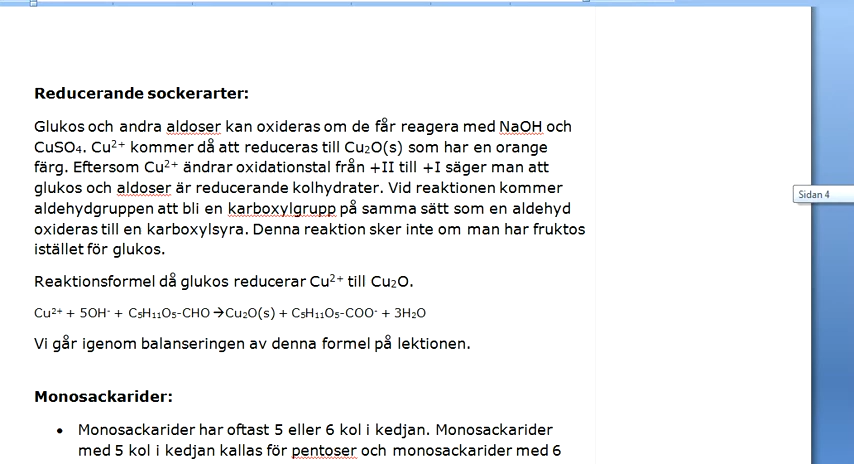 Reducerande sockerarter:
Glukos och andra aldoser kan oxideras om de får reagera med NaOH och
CuSO₄. Cu²⁺ kommer då att reduceras till Cu₂O(s) som har en orange
färg. Eftersom Cu²⁺ ändrar oxidationstal från +II till +I säger man att
glukos och aldoser är reducerande kolhydrater. Vid reaktionen kommer
aldehydgruppen att bli en karboxylgrupp på samma sätt som en aldehyd
oxideras till en karboxylsyra. Denna reaktion sker inte om man har fruktos
istället för glukos.
Sidan 4
Reaktionsformel då glukos reducerar Cu²⁺ till Cu₂O.
Cu²⁺ + 5OH⁻ + C₅H₁₁O₅-CHO →Cu₂O(s) + C₅H₁₁O₅-COO⁻ + 3H₂O
Vi går igenom balanseringen av denna formel på lektionen.
Monosackarider:
• Monosackarider har oftast 5 eller 6 kol i kedjan. Monosackarider
med 5 kol i kedjan kallas för pentoser och monosackarider med 6